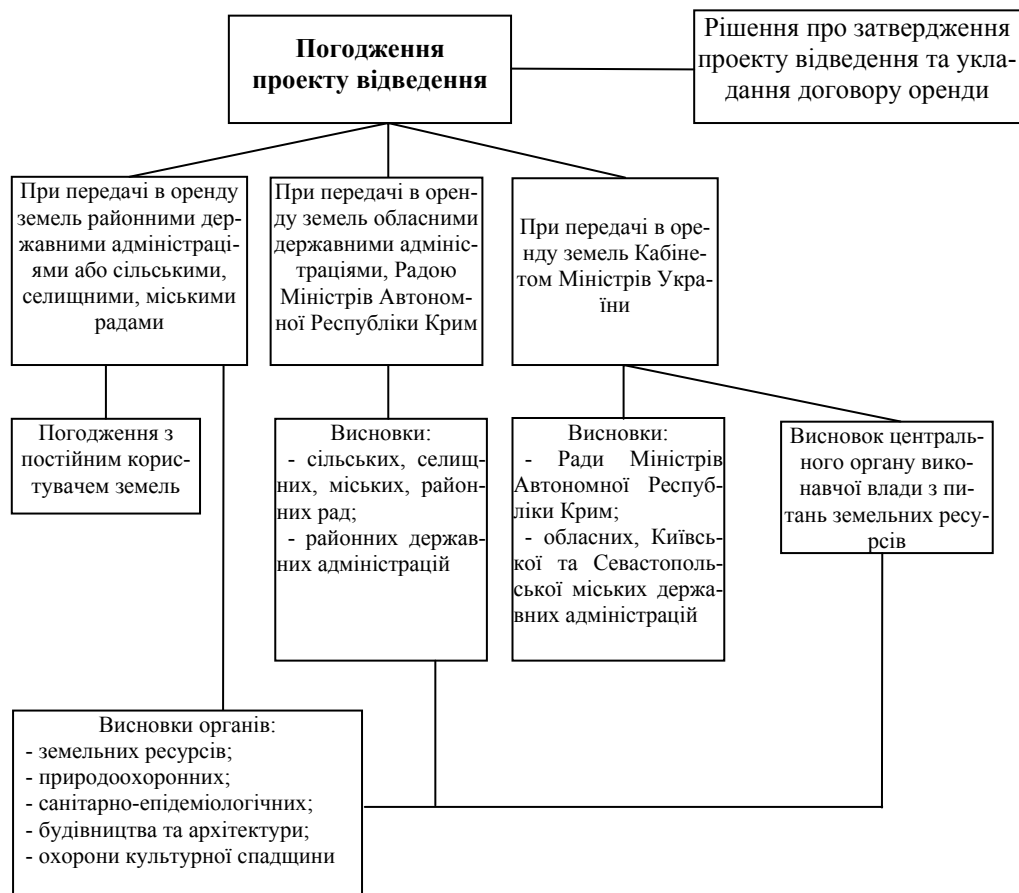 Погодження
проекту відведення
Рішення про затвердження
проекту відведення та укла-
дання договору оренди
При передачі в оренду
земель районними дер-
жавними адміністраці-
ями або сільськими,
селищними, міськими
радами
При передачі в орен-
ду земель обласними
державними адмініс-
траціями, Радою
Міністрів Автоном-
ної Республіки Крим
При передачі в оре-
нду земель Кабіне-
том Міністрів Укра-
їни
Погодження з
постійним корис-
тувачем земель
Висновки:
- сільських, селищ-
них, міських, район-
них рад;
- районних держав-
них адміністрацій
Висновки:
- Ради Міністрів
Автономної Респуб-
ліки Крим;
- обласних, Київсь-
кої та Севастополь-
ської міських держа-
вних адміністрацій
Висновок централь-
ного органу вико-
навчої влади з пи-
тань земельних ресу-
рсів
Висновки органів:
- земельних ресурсів;
- природоохоронних;
- санітарно-епідеміологічних;
- будівництва та архітектури;
- охорони культурної спадщини